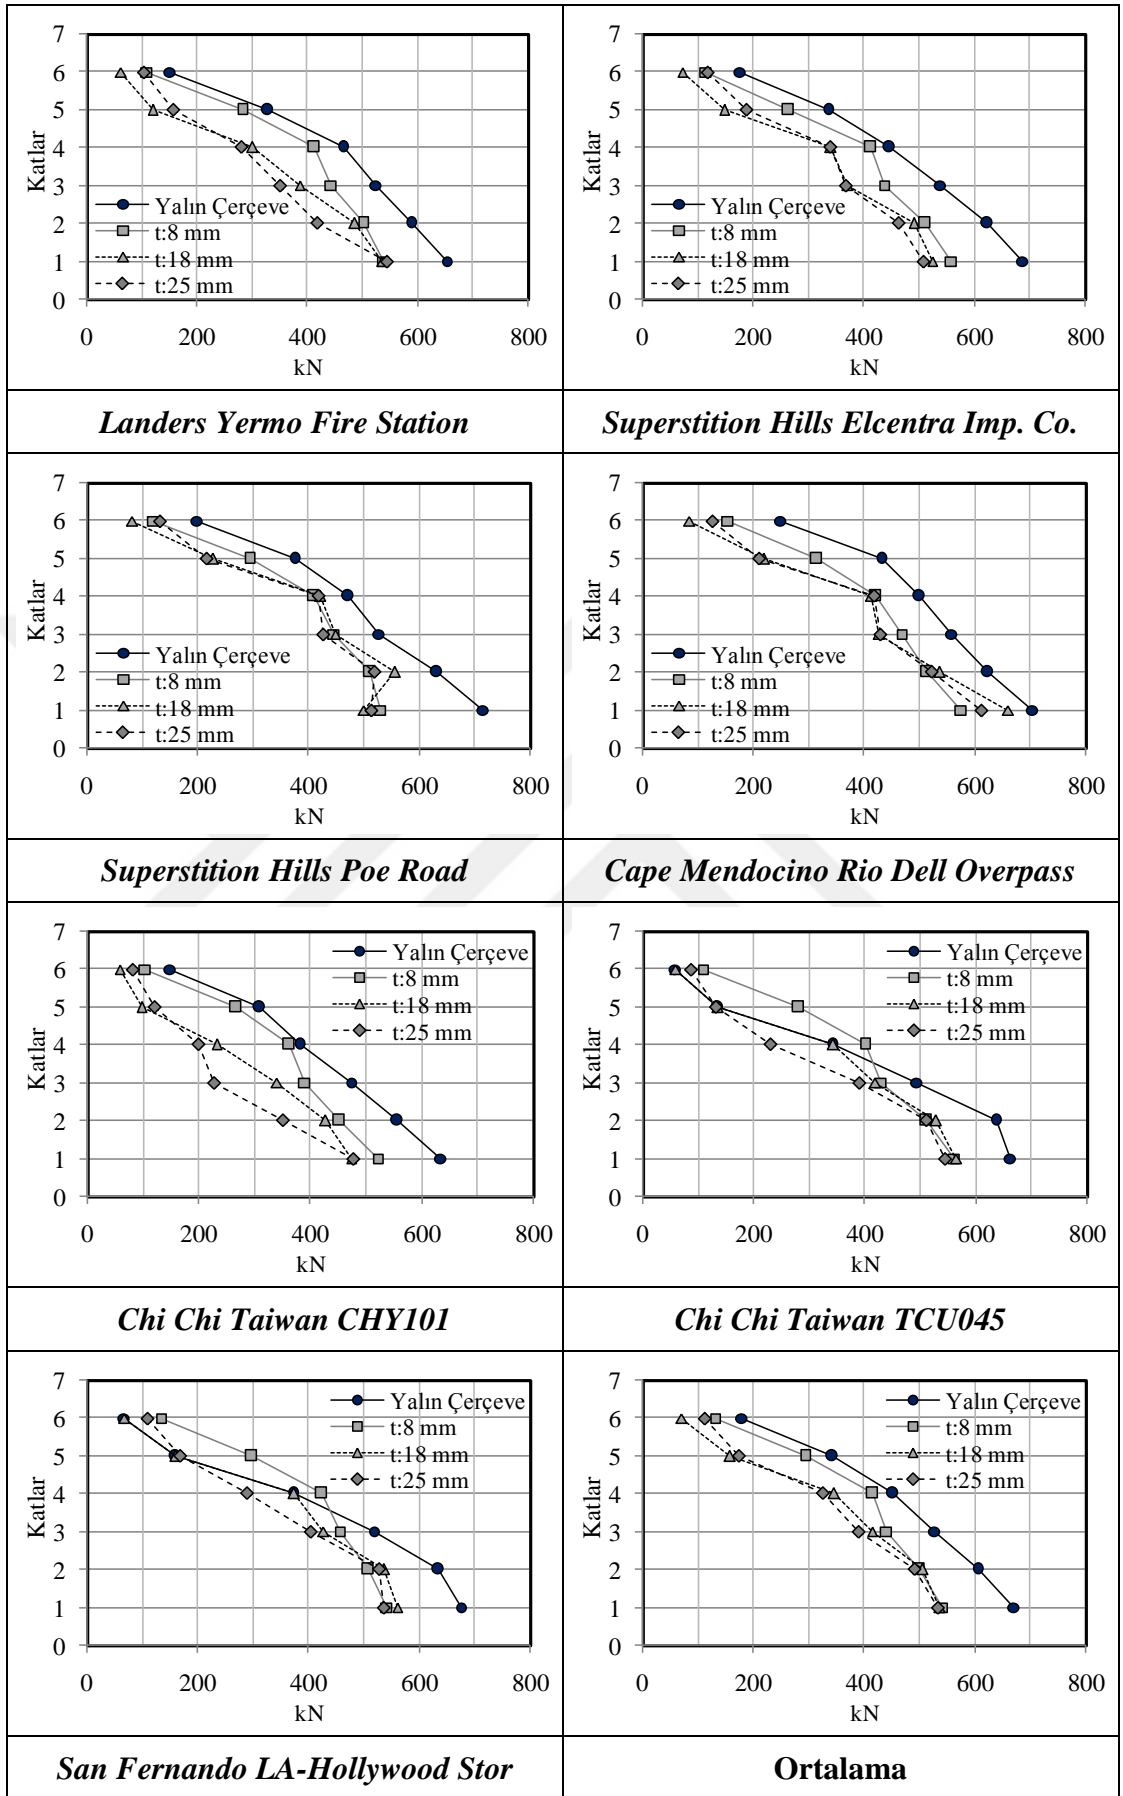 7
6
5
4
3
2
1
0
Katlar
Yalın Çerçeve
t:8 mm
t:18 mm
t:25 mm
0 200 400 600 800
kN
Landers Yermo Fire Station
7
6
5
4
3
2
1
0
Katlar
Yalın Çerçeve
t:8 mm
t:18 mm
t:25 mm
0 200 400 600 800
kN
Superstition Hills Elcentra Imp. Co.
7
6
5
4
3
2
1
0
Katlar
Yalın Çerçeve
t:8 mm
t:18 mm
t:25 mm
0 200 400 600 800
kN
Superstition Hills Poe Road
7
6
5
4
3
2
1
0
Katlar
Yalın Çerçeve
t:8 mm
t:18 mm
t:25 mm
0 200 400 600 800
kN
Cape Mendocino Rio Dell Overpass
7
6
5
4
3
2
1
0
Katlar
Yalın Çerçeve
t:8 mm
t:18 mm
t:25 mm
0 200 400 600 800
kN
Chi Chi Taiwan CHY101
7
6
5
4
3
2
1
0
Katlar
Yalın Çerçeve
t:8 mm
t:18 mm
t:25 mm
0 200 400 600 800
kN
Chi Chi Taiwan TCU045
7
6
5
4
3
2
1
0
Katlar
Yalın Çerçeve
t:8 mm
t:18 mm
t:25 mm
0 200 400 600 800
kN
San Fernando LA-Hollywood Stor
7
6
5
4
3
2
1
0
Katlar
Yalın Çerçeve
t:8 mm
t:18 mm
t:25 mm
0 200 400 600 800
kN
Ortalama